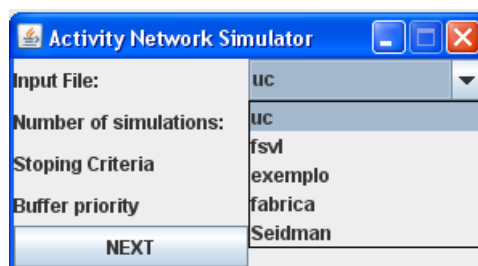 Activity Network Simulator
Input File: uc
Number of simulations: uc
fsvl
Stoping Criteria
exemplo
Buffer priority fabrica
NEXT Seidman